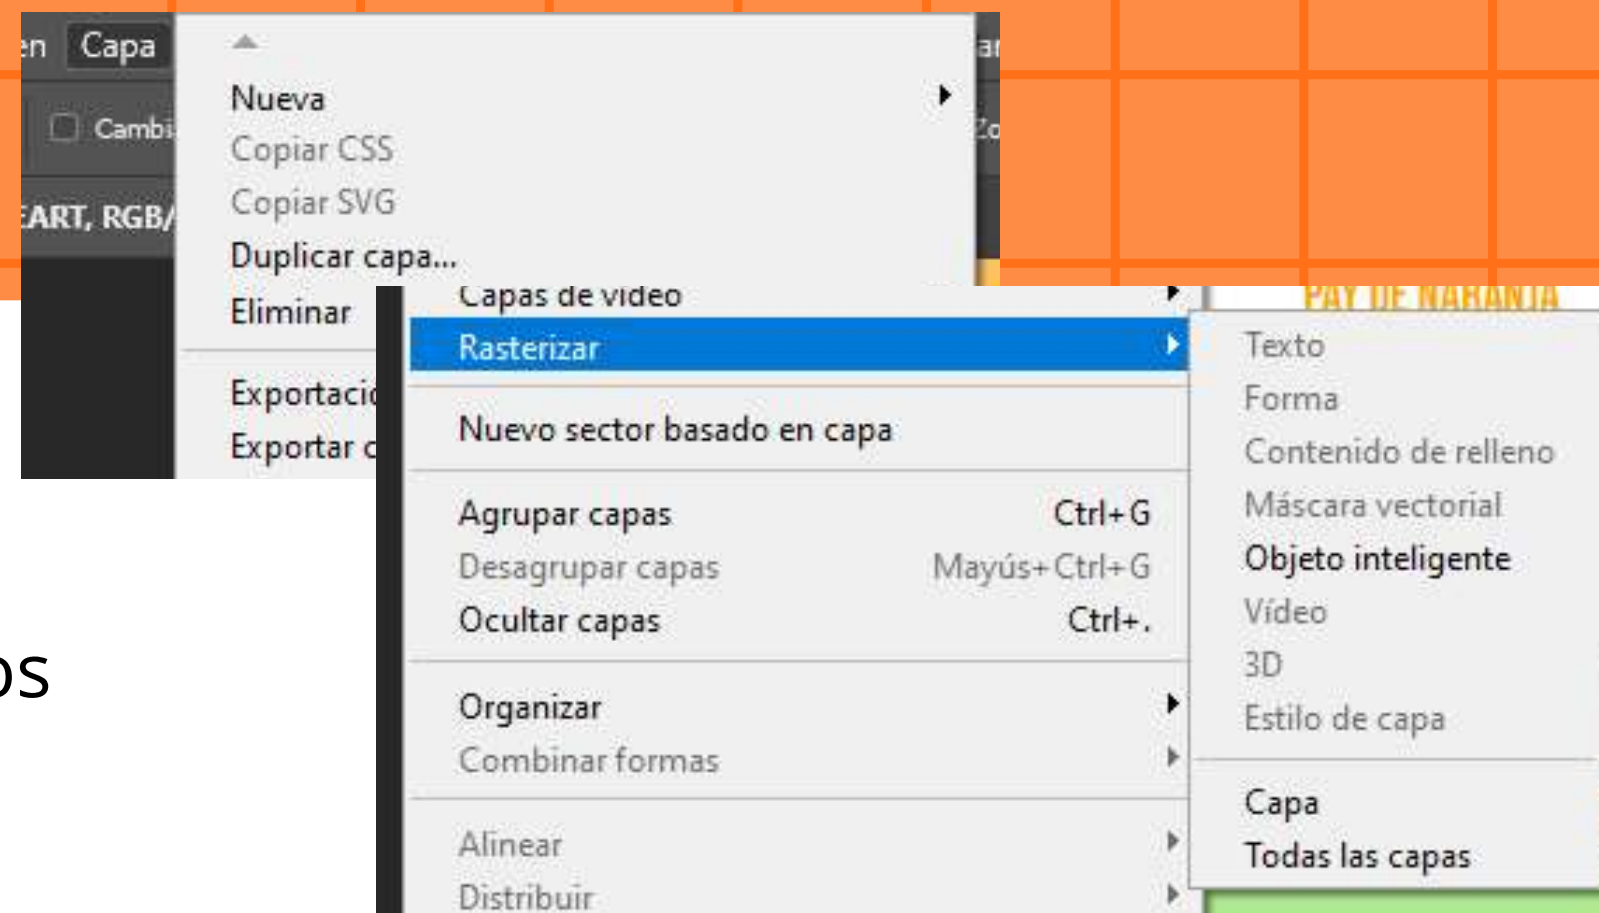 en Capa
Nueva
Cambi
Copiar CSS
Copiar SVG
EART, RGB/
Duplicar capa...
Eliminar
Exportació
Exportar c
Capas de vídeo
PAY DE NARANJA
Rasterizar
Nuevo sector basado en capa
Agrupar capas Ctrl+G
Desagrupar capas Mayús+Ctrl+G
Ocultar capas Ctrl+.
Organizar
Combinar formas
Alinear
Distribuir
Texto
Forma
Contenido de relleno
Máscara vectorial
Objeto inteligente
Vídeo
3D
Estilo de capa
Capa
Todas las capas
os